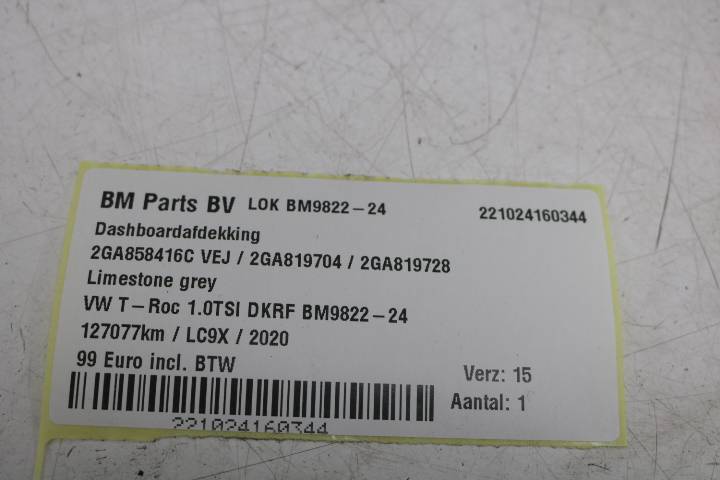 BM Parts BV LOK BM9822-24 221024160344
Dashboardafdekking
2GA858416C VEJ / 2GA819704 / 2GA819728
Limestone grey
VW T-Roc 1.0TSI DKRF BM9822-24
127077km / LC9X / 2020
99 Euro incl. BTW
Verz: 15
Aantal: 1
221024160344